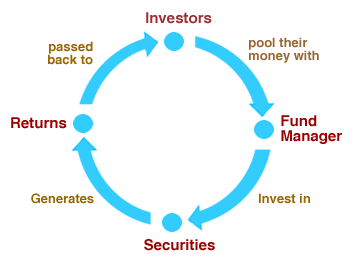 Investors
pool their
money with
Fund
Manager
Invest in
Securities
Generates
Returns
passed
back to